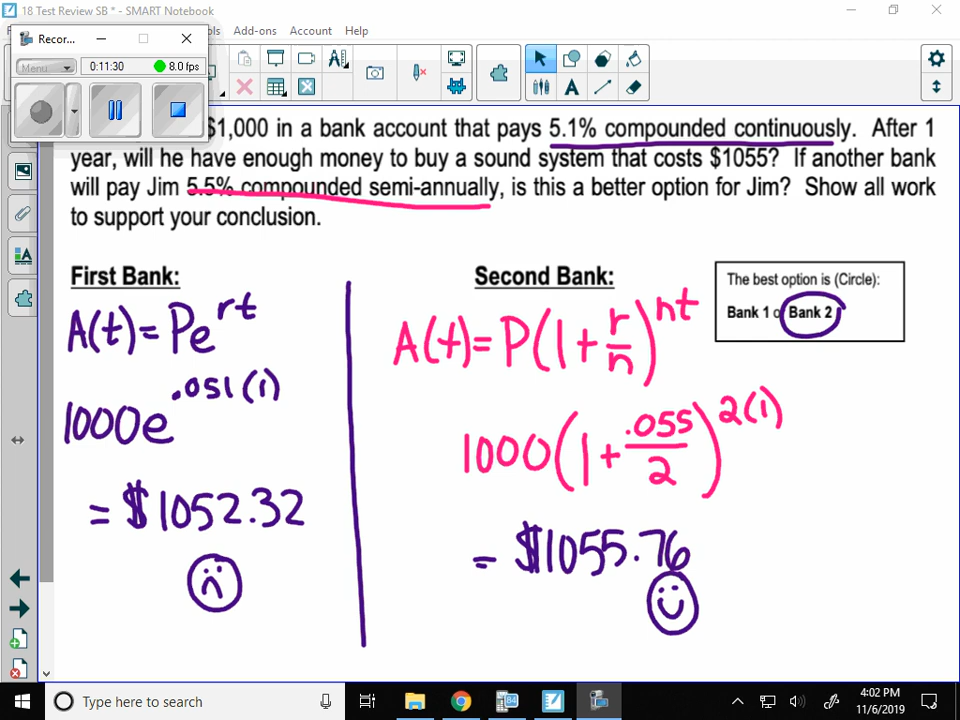 18 Test Review SB * - SMART Notebook
Recor...
ols Add-ons Account Help
Menu
0:11:30
8.0 fps
$1,000 in a bank account that pays 5.1% compounded continuously. After 1
year, will he have enough money to buy a sound system that costs $1055? If another bank
will pay Jim 5.5% compounded semi-annually, is this a better option for Jim? Show all work
to support your conclusion.
First Bank:
A(t)=Pe^rt
1000e^.051(1)
= $1052.32
Second Bank:
A(t)=P(1+r/n)^nt
1000(1+.055/2)^2(1)
= $1055.76
The best option is (Circle):
Bank 1 o Bank 2
Type here to search
4:02 PM
11/6/2019